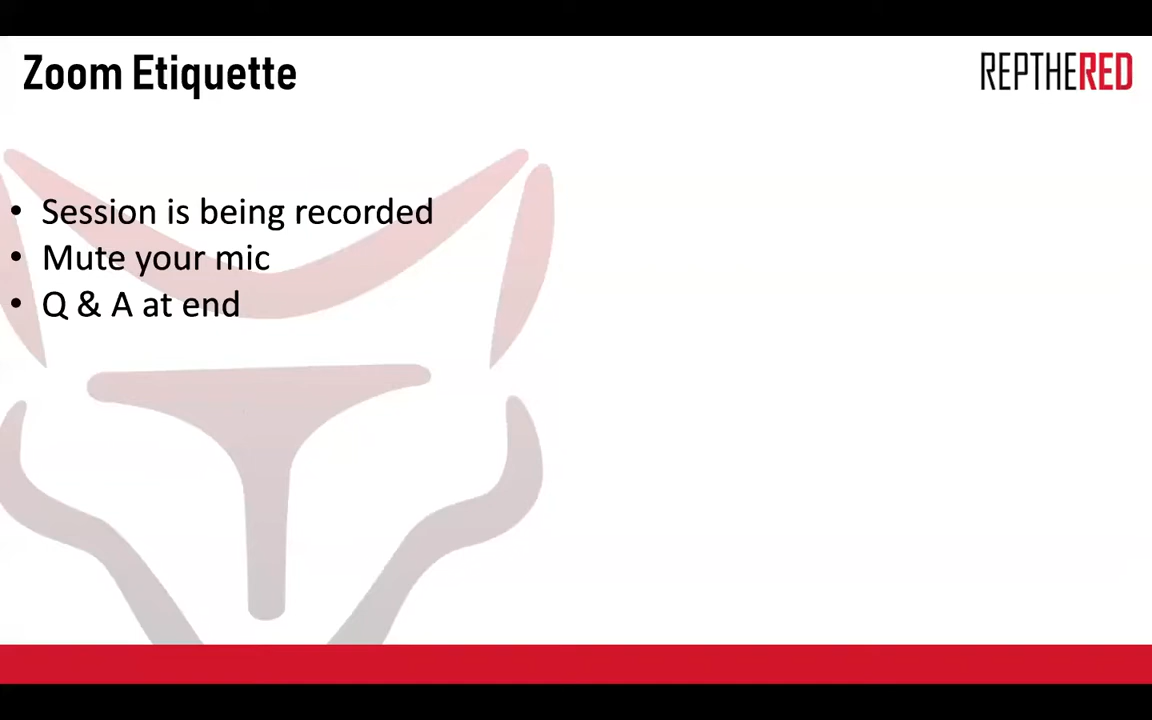 Zoom Etiquette
REPTHERED
• Session is being recorded
• Mute your mic
• Q & A at end